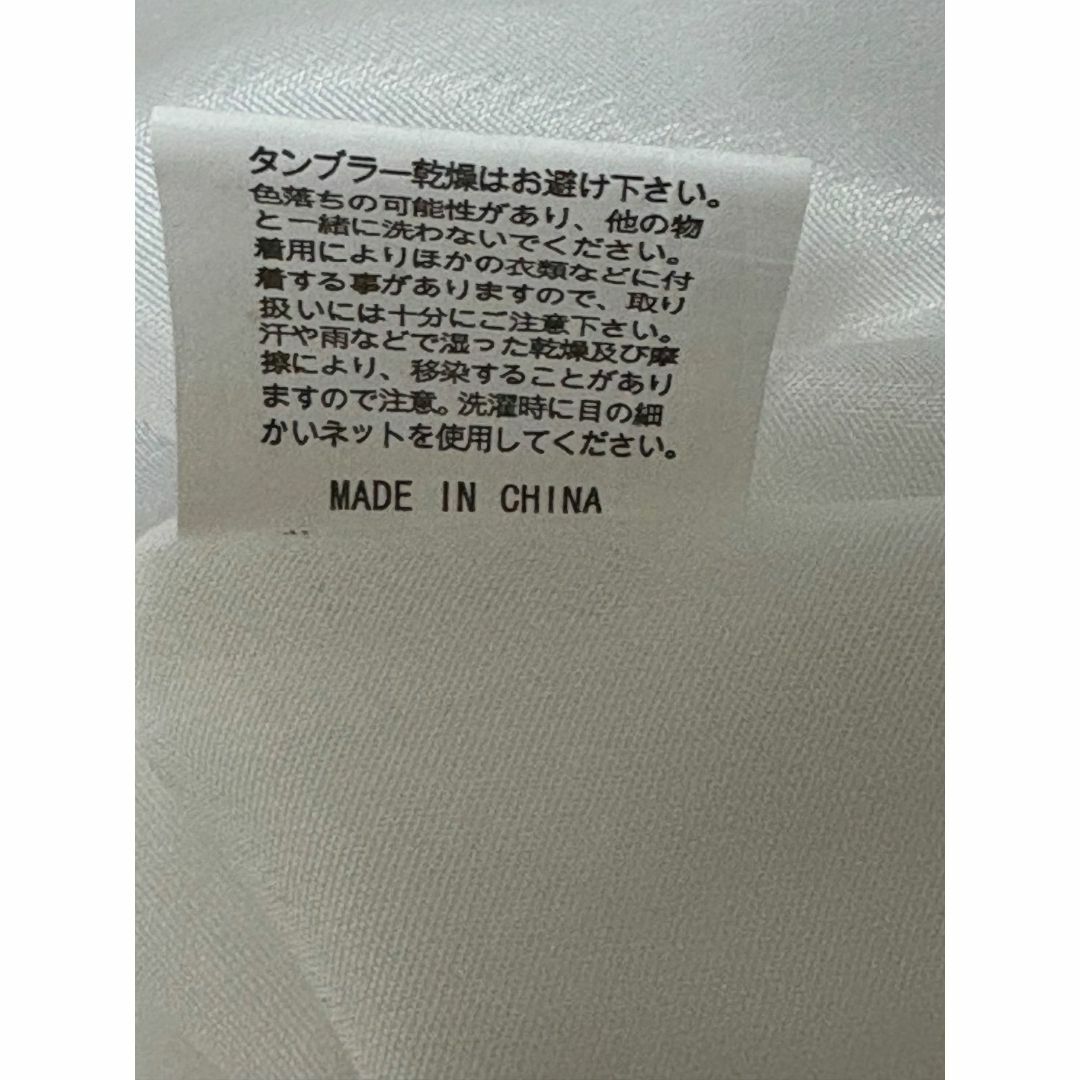 タンブラー乾燥はお避け下さい。
色落ちの可能性があり、他の物
と一緒に洗わないでください。
着用によりほかの衣類などに付
着する事がありますので、取り
扱いには十分にご注意下さい。
汗や雨などで湿った乾燥及び摩
擦により、移染することがあり
ますので注意。洗濯時に目の細
かいネットを使用してください。
MADE IN CHINA